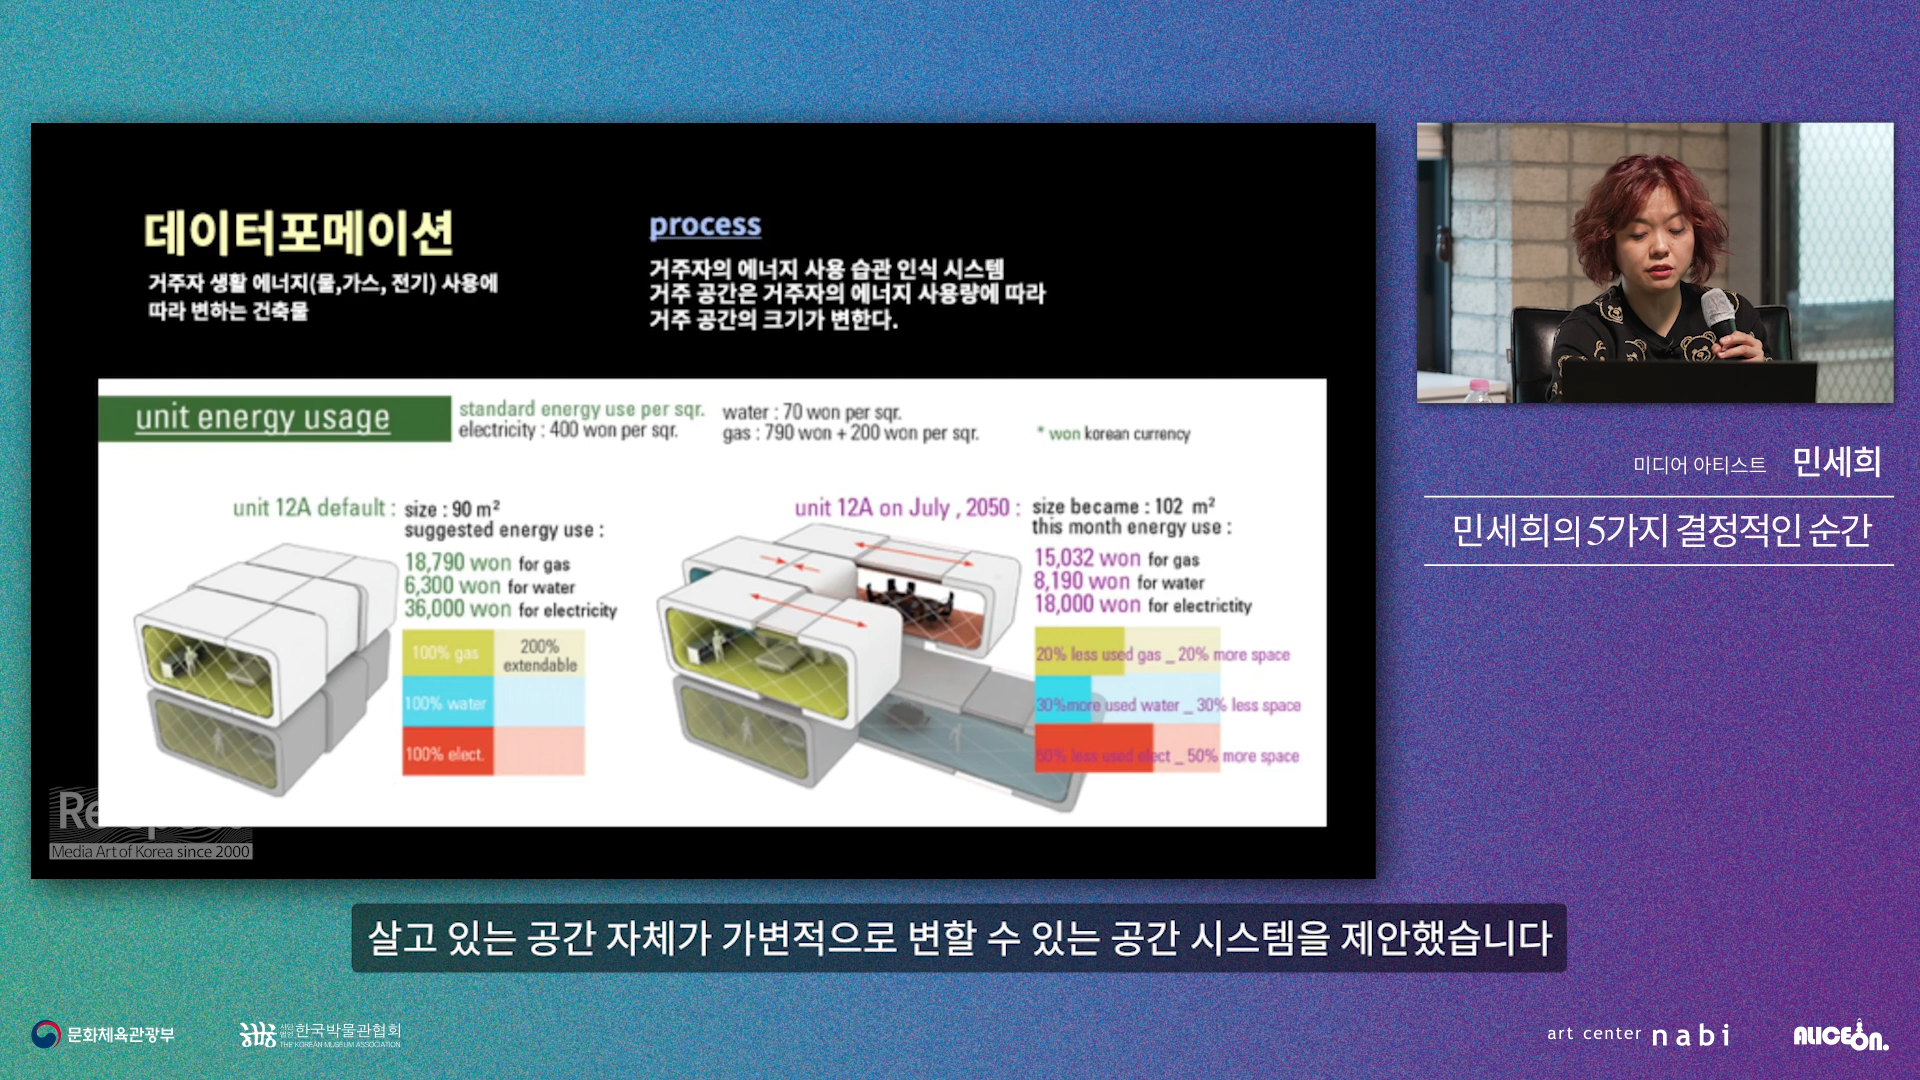 데이터포메이션
거주자 생활 에너지(물,가스, 전기) 사용에
따라 변하는 건축물
process
거주자의 에너지 사용 습관 인식 시스템
거주 공간은 거주자의 에너지 사용량에 따라
거주 공간의 크기가 변한다.
unit energy usage
standard energy use per sqr.
electricity : 400 won per sqr.
water : 70 won per sqr.
gas : 790 won + 200 won per sqr.
* won korean currency
unit 12A default :
size : 90 m²
suggested energy use :
18,790 won for gas
6,300 won for water
36,000 won for electricity
100% gas
200%
extendable
100% water
100% elect.
unit 12A on July , 2050 :
size became : 102 m²
this month energy use :
15,032 won for gas
8,190 won for water
18,000 won for electrictity
20% less used gas _ 20% more space
30%more used water _ 30% less space
50% less used elect _ 50% more space
Media Art of Korea since 2000
미디어 아티스트 민세희
민세희의 5가지 결정적인 순간
살고 있는 공간 자체가 가변적으로 변할 수 있는 공간 시스템을 제안했습니다
문화체육관광부
사단법인 한국박물관협회
THE KOREAN MUSEUM ASSOCIATION
art center nabi
ALICEON.